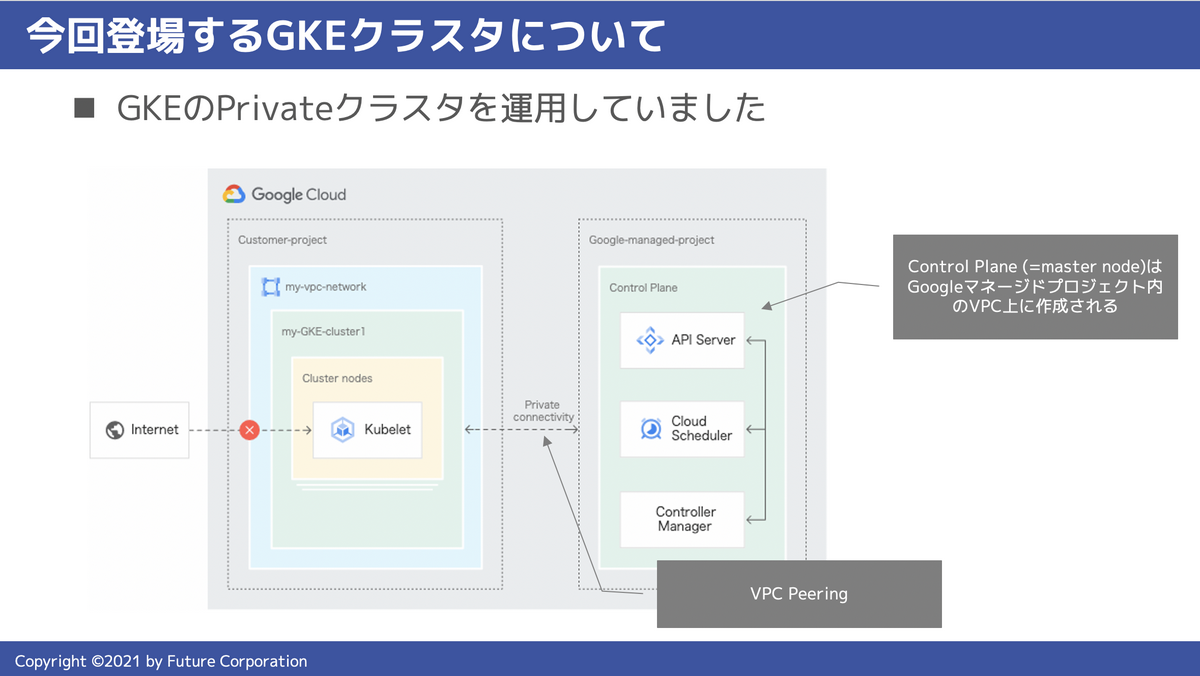 今回登場するGKEクラスタについて
■ GKEのPrivateクラスタを運用していました
Google Cloud
Customer-project
my-vpc-network
my-GKE-cluster1
Cluster nodes
Internet
Kubelet
Private
connectivity
Google-managed-project
Control Plane
API Server
Cloud
Scheduler
Controller
Manager
Control Plane (=master node)は
Googleマネージドプロジェクト内
のVPC上に作成される
VPC Peering
Copyright ©2021 by Future Corporation